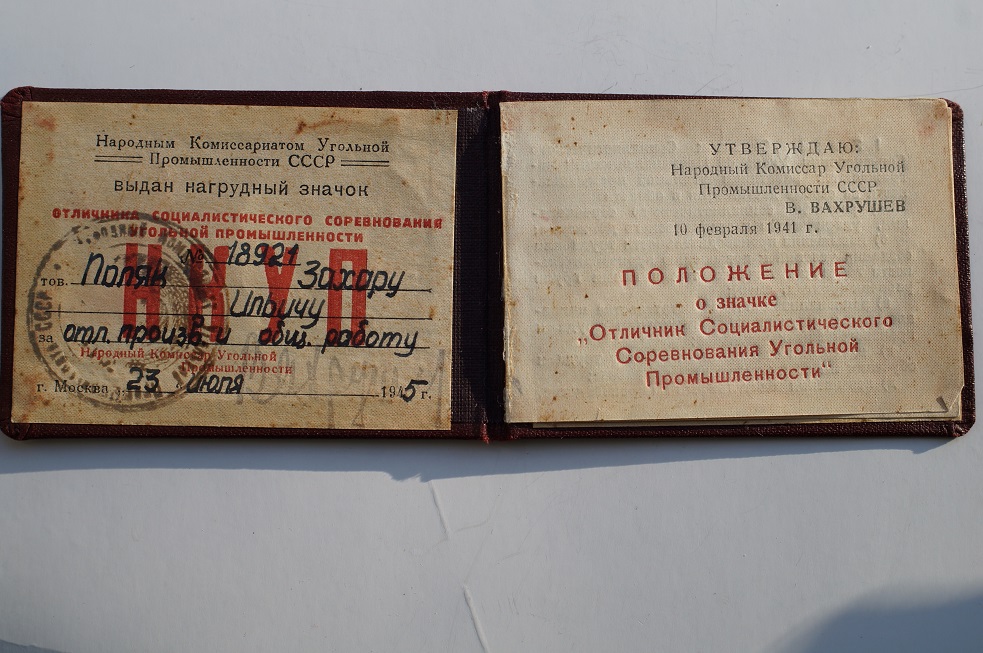 Народным Комиссариатом Угольной
Промышленности СССР
выдан нагрудный значок
ОТЛИЧНИКА СОЦИАЛИСТИЧЕСКОГО СОРЕВНОВАНИЯ
УГОЛЬНОЙ ПРОМЫШЛЕННОСТИ
НКУП
№ 18921
тов. Поляк Захару
Ильичу
за отл. произв. и общ. работу
Народный Комиссар Угольной
Промышленности
г. Москва „ 23 " июля 1945 г.
УТВЕРЖДАЮ:
Народный Комиссар Угольной
Промышленности СССР
В. ВАХРУШЕВ
10 февраля 1941 г.
ПОЛОЖЕНИЕ
о значке
„Отличник Социалистического
Соревнования Угольной
Промышленности"